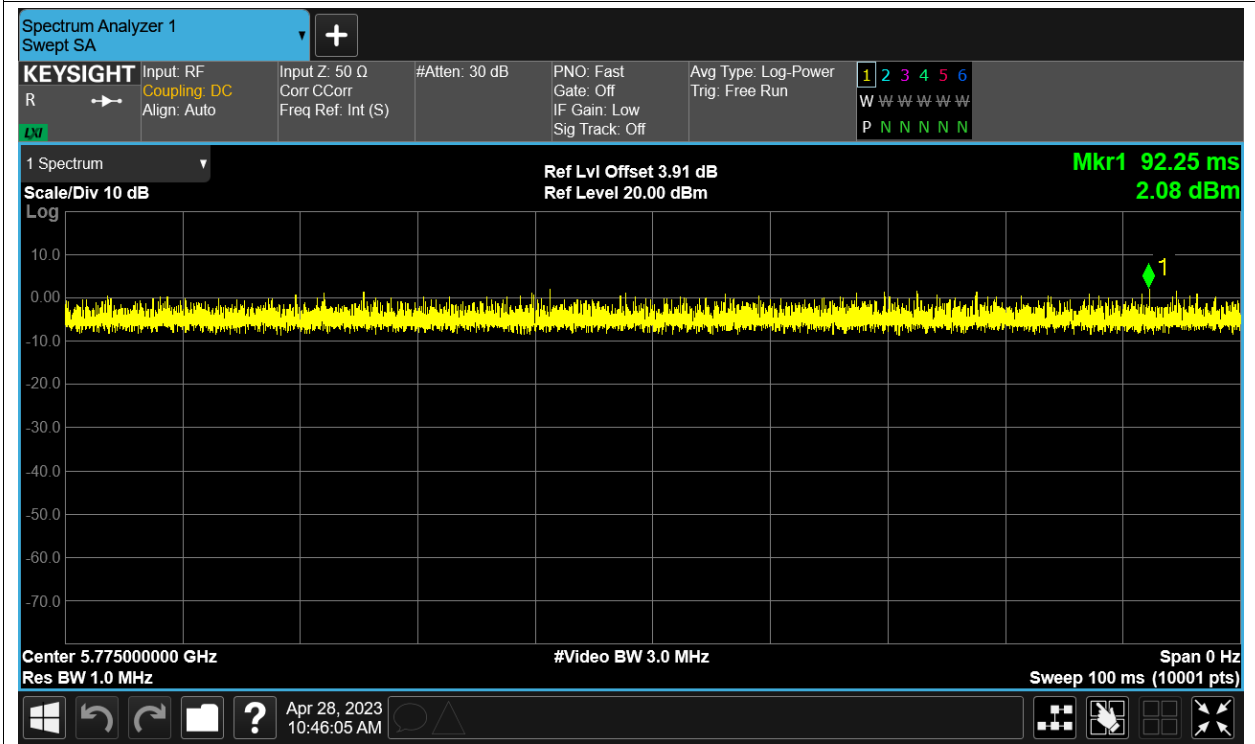 Spectrum Analyzer 1
Swept SA
+
KEYSIGHT
R
LXI
Input: RF
Coupling: DC
Align: Auto
Input Z: 50 Ω
Corr CCorr
Freq Ref: Int (S)
#Atten: 30 dB
PNO: Fast
Gate: Off
IF Gain: Low
Sig Track: Off
Avg Type: Log-Power
Trig: Free Run
1 2 3 4 5 6
W W W W W W
P N N N N N
1 Spectrum
Scale/Div 10 dB
Log
Ref Lvl Offset 3.91 dB
Ref Level 20.00 dBm
Mkr1 92.25 ms
2.08 dBm
10.0
1
0.00
-10.0
-20.0
-30.0
-40.0
-50.0
-60.0
-70.0
Center 5.775000000 GHz
#Video BW 3.0 MHz
Span 0 Hz
Res BW 1.0 MHz
Sweep 100 ms (10001 pts)
?
Apr 28, 2023
10:46:05 AM